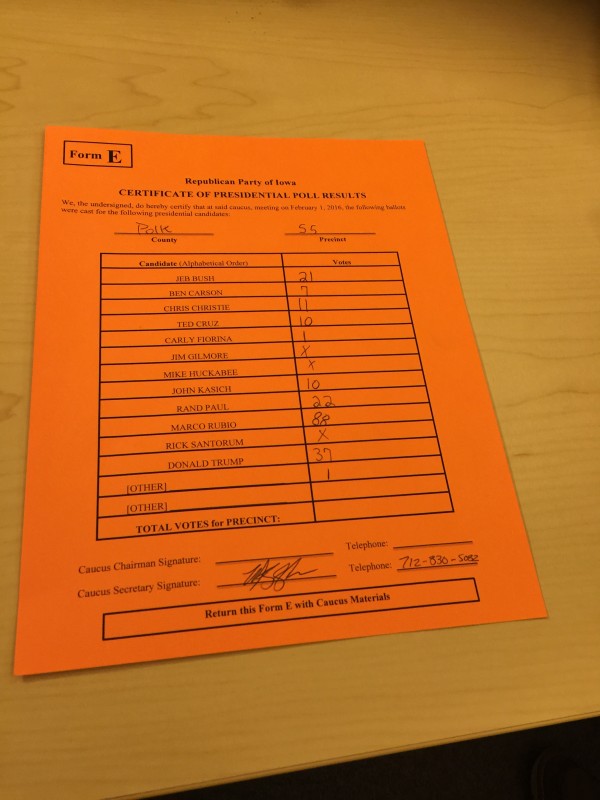 Form E
Republican Party of Iowa
CERTIFICATE OF PRESIDENTIAL POLL RESULTS
We, the undersigned, do hereby certify that at said caucus, meeting on February 1, 2016, the following ballots
were cast for the following presidential candidates:
Polk 55
County Precinct
Candidate (Alphabetical Order) Votes
JEB BUSH 21
BEN CARSON 7
CHRIS CHRISTIE 11
TED CRUZ 10
CARLY FIORINA 1
JIM GILMORE X
MIKE HUCKABEE X
JOHN KASICH 10
RAND PAUL 22
MARCO RUBIO 88
RICK SANTORUM X
DONALD TRUMP 37
[OTHER] 1
[OTHER]
TOTAL VOTES for PRECINCT:
Caucus Chairman Signature: Telephone:
Caucus Secretary Signature: Telephone: 712-830-5082
Return this Form E with Caucus Materials